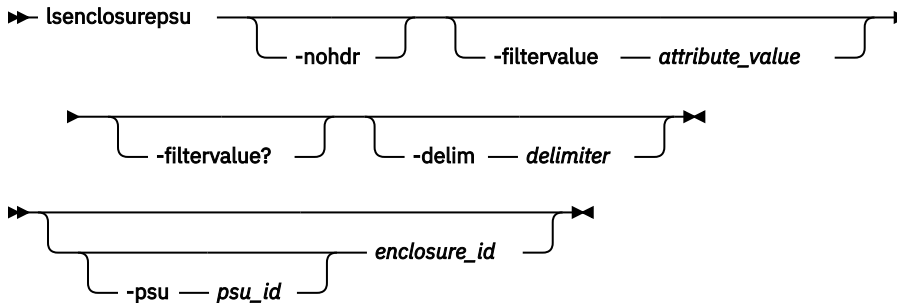 lsenclosurepsu -nohdr -filtervalue attribute_value
-filtervalue? -delim delimiter
-psu psu_id enclosure_id